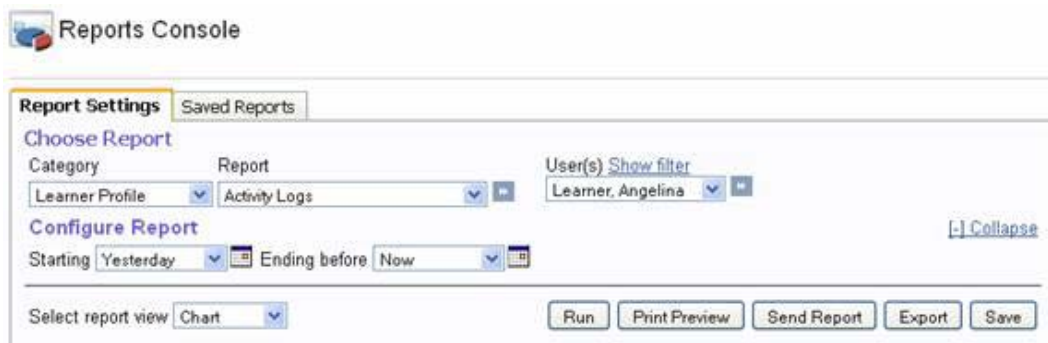 Reports Console
Report Settings Saved Reports
Choose Report
Category Report User(s) Show filter
Learner Profile Activity Logs Learner, Angelina
Configure Report [-] Collapse
Starting Yesterday Ending before Now
Select report view Chart Run Print Preview Send Report Export Save